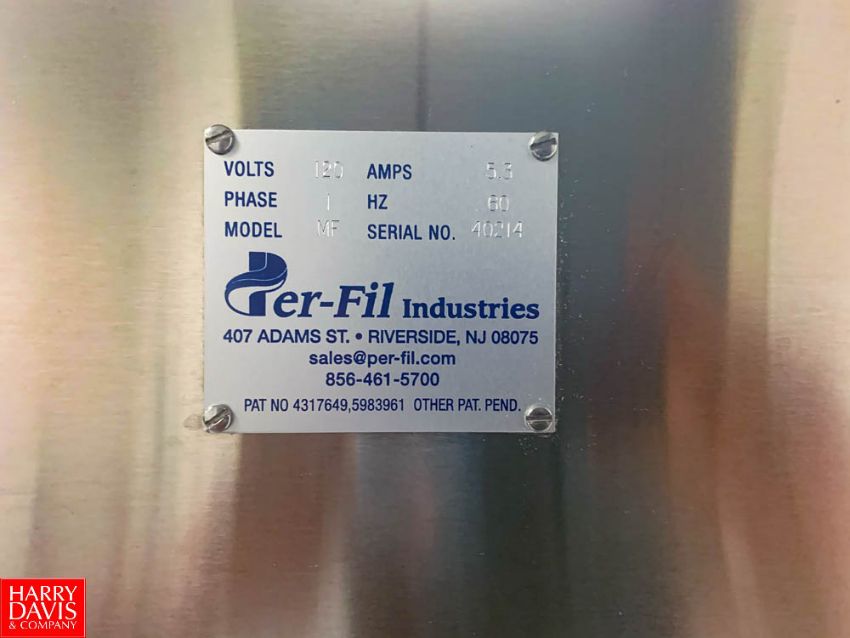 VOLTS 120 AMPS 5.3
PHASE 1 HZ 60
MODEL MF SERIAL NO. 40214
Per-Fil Industries
407 ADAMS ST. • RIVERSIDE, NJ 08075
sales@per-fil.com
856-461-5700
PAT NO 4317649,5983961 OTHER PAT. PEND.
HARRY
DAVIS
& COMPANY